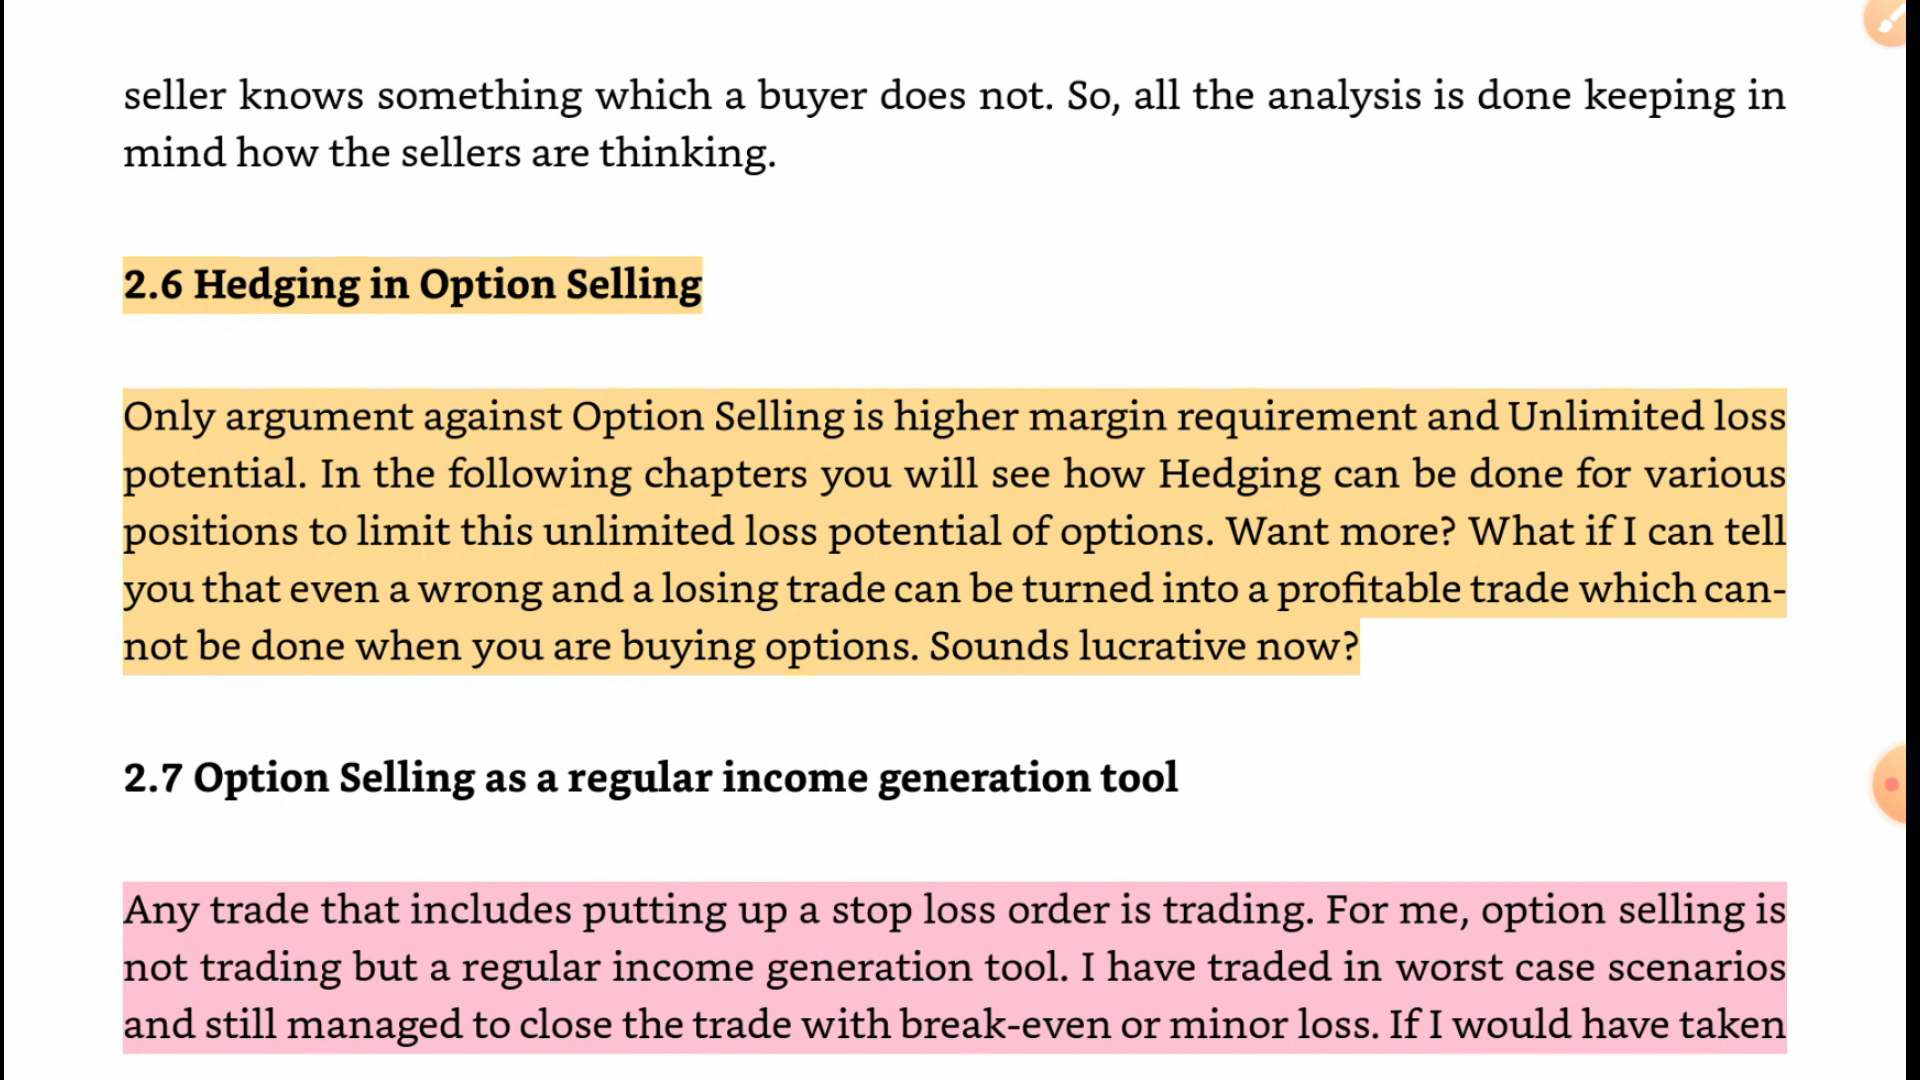 seller knows something which a buyer does not. So, all the analysis is done keeping in
mind how the sellers are thinking.
2.6 Hedging in Option Selling
Only argument against Option Selling is higher margin requirement and Unlimited loss
potential. In the following chapters you will see how Hedging can be done for various
positions to limit this unlimited loss potential of options. Want more? What if I can tell
you that even a wrong and a losing trade can be turned into a profitable trade which can-
not be done when you are buying options. Sounds lucrative now?
2.7 Option Selling as a regular income generation tool
Any trade that includes putting up a stop loss order is trading. For me, option selling is
not trading but a regular income generation tool. I have traded in worst case scenarios
and still managed to close the trade with break-even or minor loss. If I would have taken